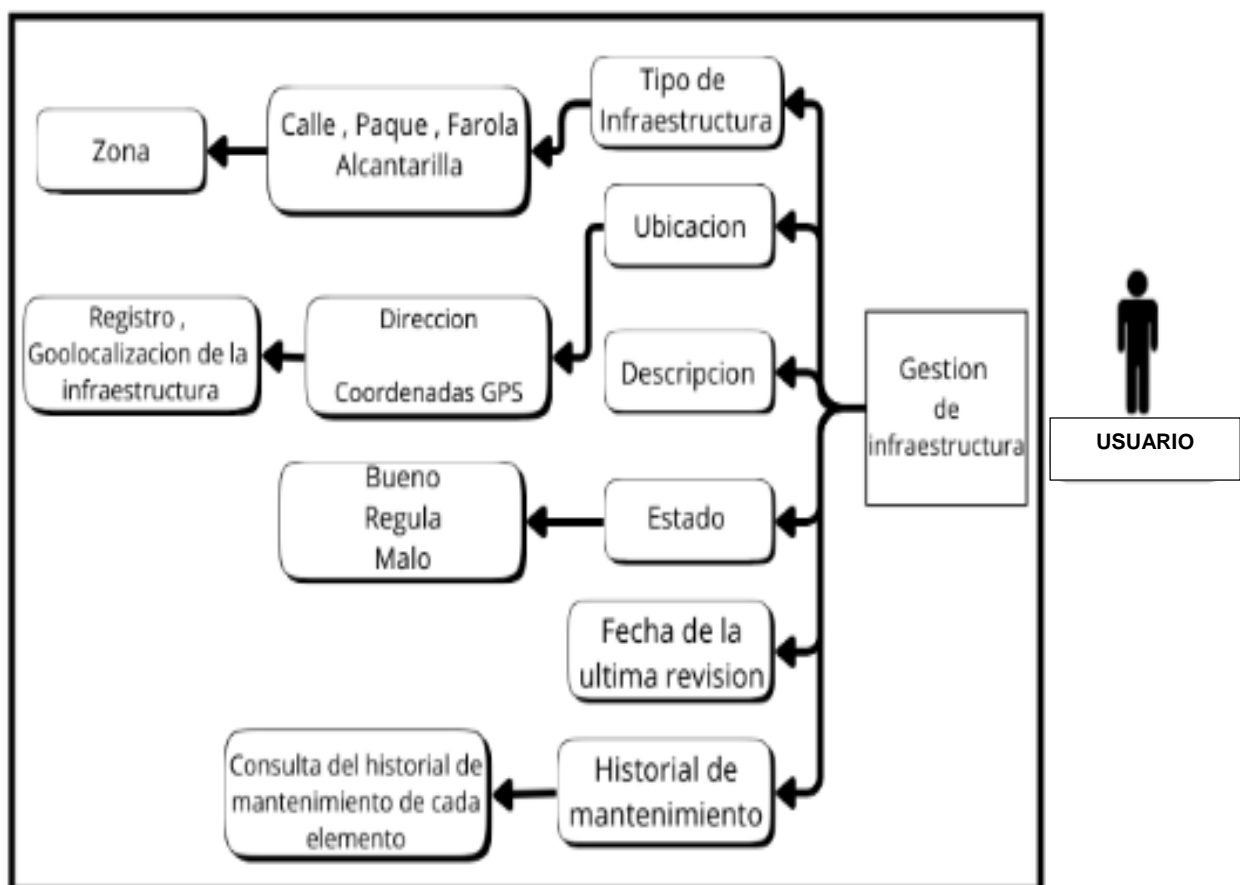 Tipo de
Infraestructura
Calle , Paque , Farola
Alcantarilla
Zona
Ubicacion
Direccion
Coordenadas GPS
Registro ,
Goolocalizacion de la
infraestructura
Descripcion
Gestion
de
infraestructura
USUARIO
Bueno
Regula
Malo
Estado
Fecha de la
ultima revision
Historial de
mantenimiento
Consulta del historial de
mantenimiento de cada
elemento